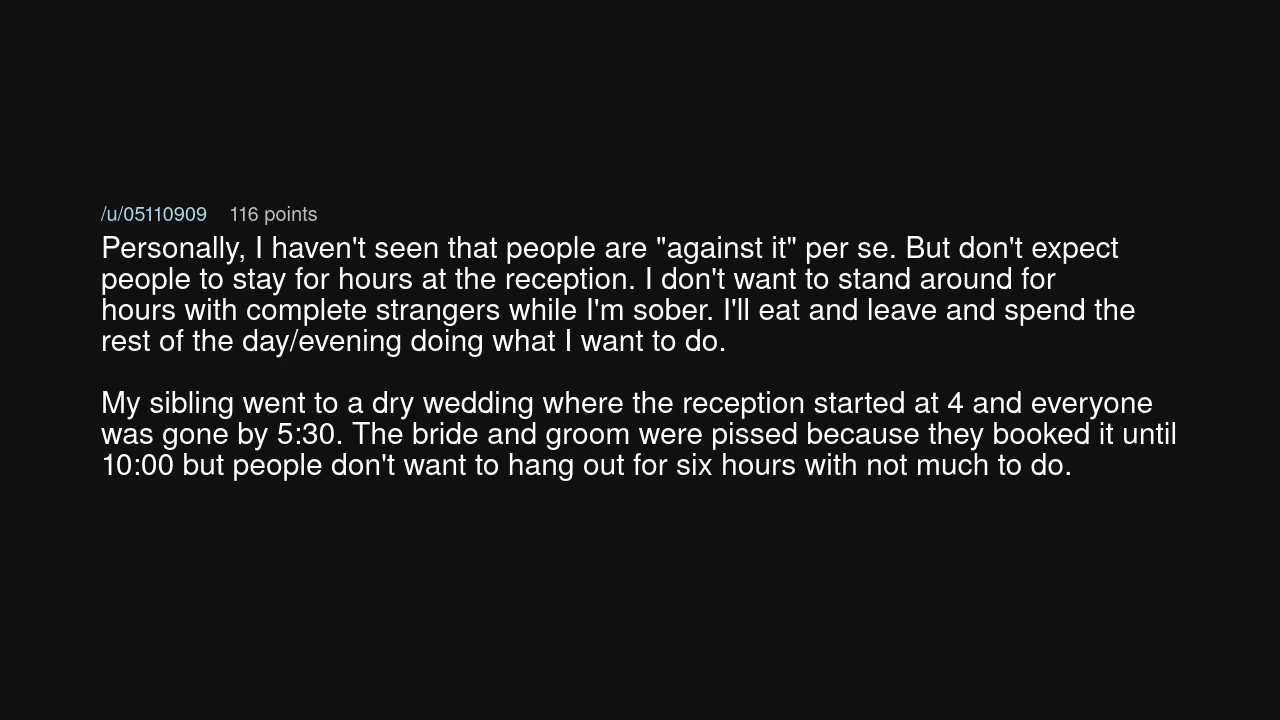 /u/05110909 116 points
Personally, I haven't seen that people are "against it" per se. But don't expect
people to stay for hours at the reception. I don't want to stand around for
hours with complete strangers while I'm sober. I'll eat and leave and spend the
rest of the day/evening doing what I want to do.
My sibling went to a dry wedding where the reception started at 4 and everyone
was gone by 5:30. The bride and groom were pissed because they booked it until
10:00 but people don't want to hang out for six hours with not much to do.